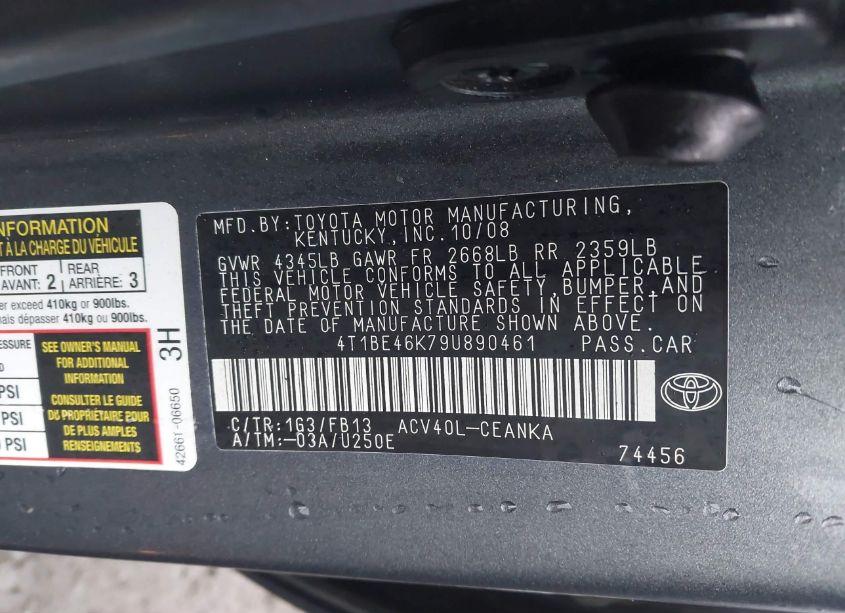 INFORMATION
T À LA CHARGE DU VÉHICULE
FRONT
AVANT: 2
REAR
ARRIÈRE: 3
er exceed 410kg or 900lbs.
mais dépasser 410kg ou 900lbs.
SSURE
SEE OWNER'S MANUAL
FOR ADDITIONAL
INFORMATION
CONSULTER LE GUIDE
DU PROPRIÉTAIRE POUR
DE PLUS AMPLES
RENSEIGNEMENTS
PSI
PSI
PSI
3H
42661-06650
MFD.BY:TOYOTA MOTOR MANUFACTURING,
KENTUCKY,INC.10/08
GVWR 4345LB GAWR FR 2668LB RR 2359LB
THIS VEHICLE CONFORMS TO ALL APPLICABLE
FEDERAL MOTOR VEHICLE SAFETY,BUMPER,AND
THEFT PREVENTION STANDARDS IN EFFECT ON
THE DATE OF MANUFACTURE SHOWN ABOVE.
4T1BE46K79U890461 PASS.CAR
C/TR:1G3/FB13 ACV40L-CEANKA
A/TM:-03A/U250E
74456